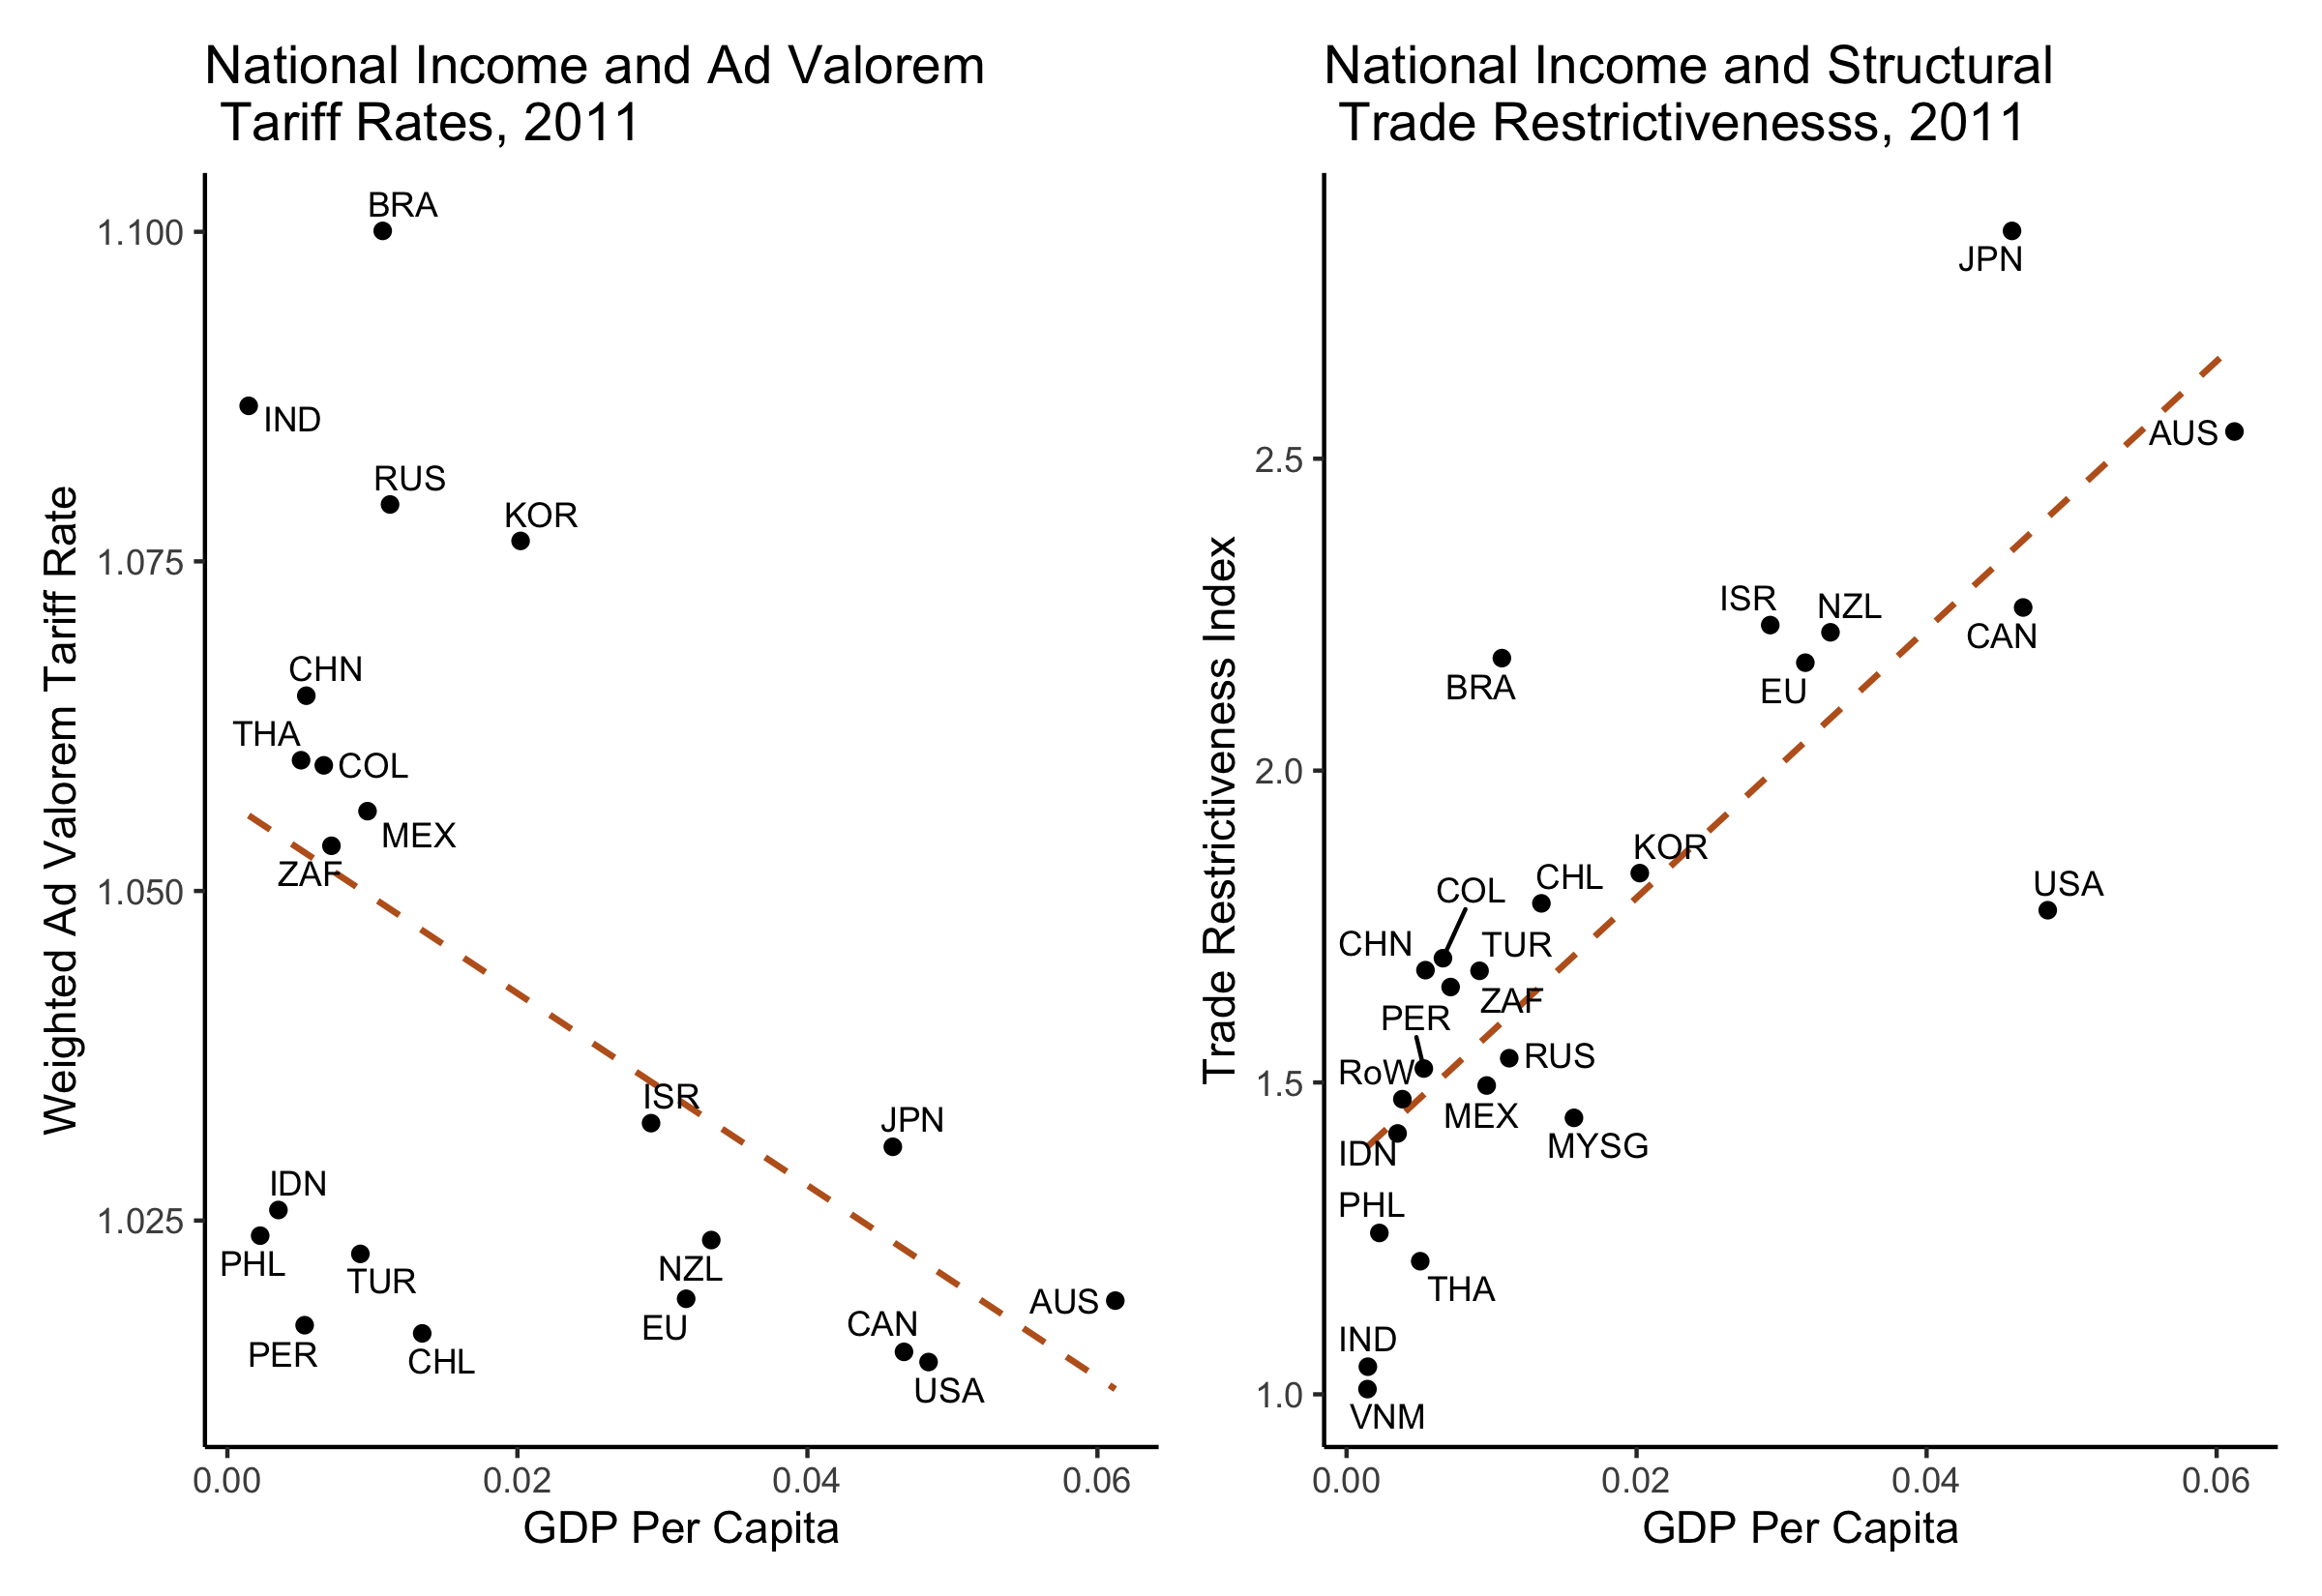 National Income and Ad Valorem
Tariff Rates, 2011
Weighted Ad Valorem Tariff Rate
1.100
1.075
1.050
1.025
BRA
IND
RUS
KOR
CHN
THA
COL
MEX
ZAF
ISR
JPN
IDN
PHL
TUR
NZL
EU
AUS
PER
CHL
CAN
USA
0.00 0.02 0.04 0.06
GDP Per Capita
National Income and Structural
Trade Restrictivenesss, 2011
Trade Restrictiveness Index
2.5
2.0
1.5
1.0
JPN
AUS
ISR
NZL
CAN
BRA
EU
KOR
CHL
COL
USA
CHN
TUR
ZAF
PER
RUS
RoW
MEX
MYSG
IDN
PHL
THA
IND
VNM
0.00 0.02 0.04 0.06
GDP Per Capita